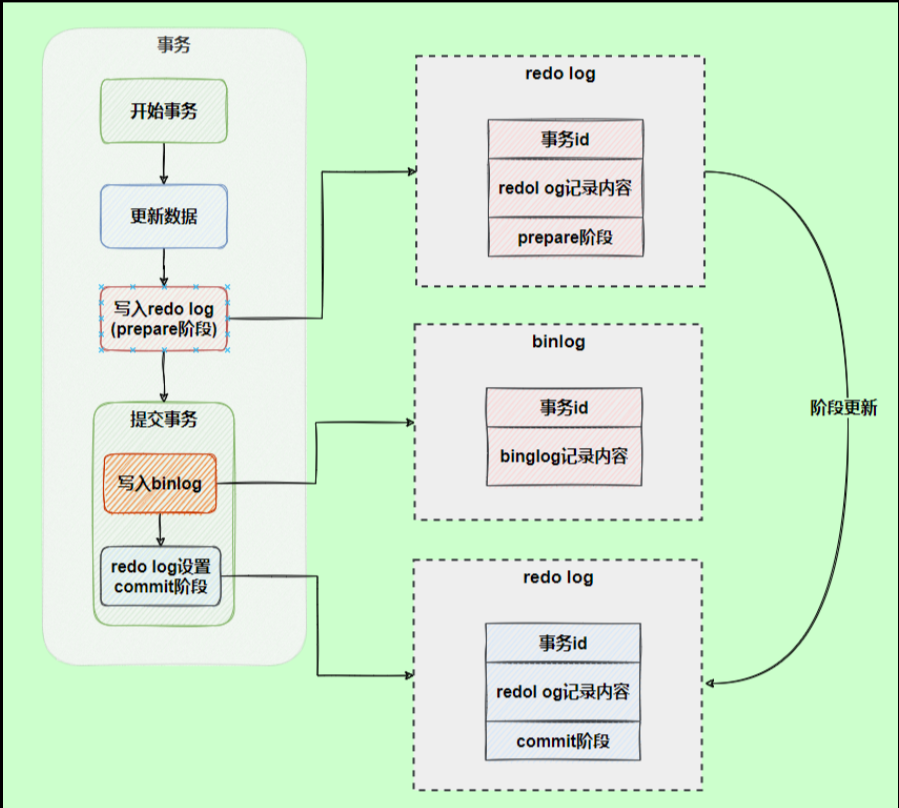 事务
开始事务
更新数据
写入redo log
(prepare阶段)
提交事务
写入binlog
redo log设置
commit阶段
redo log
事务id
redol og记录内容
prepare阶段
binlog
事务id
binglog记录内容
redo log
事务id
redol og记录内容
commit阶段
阶段更新